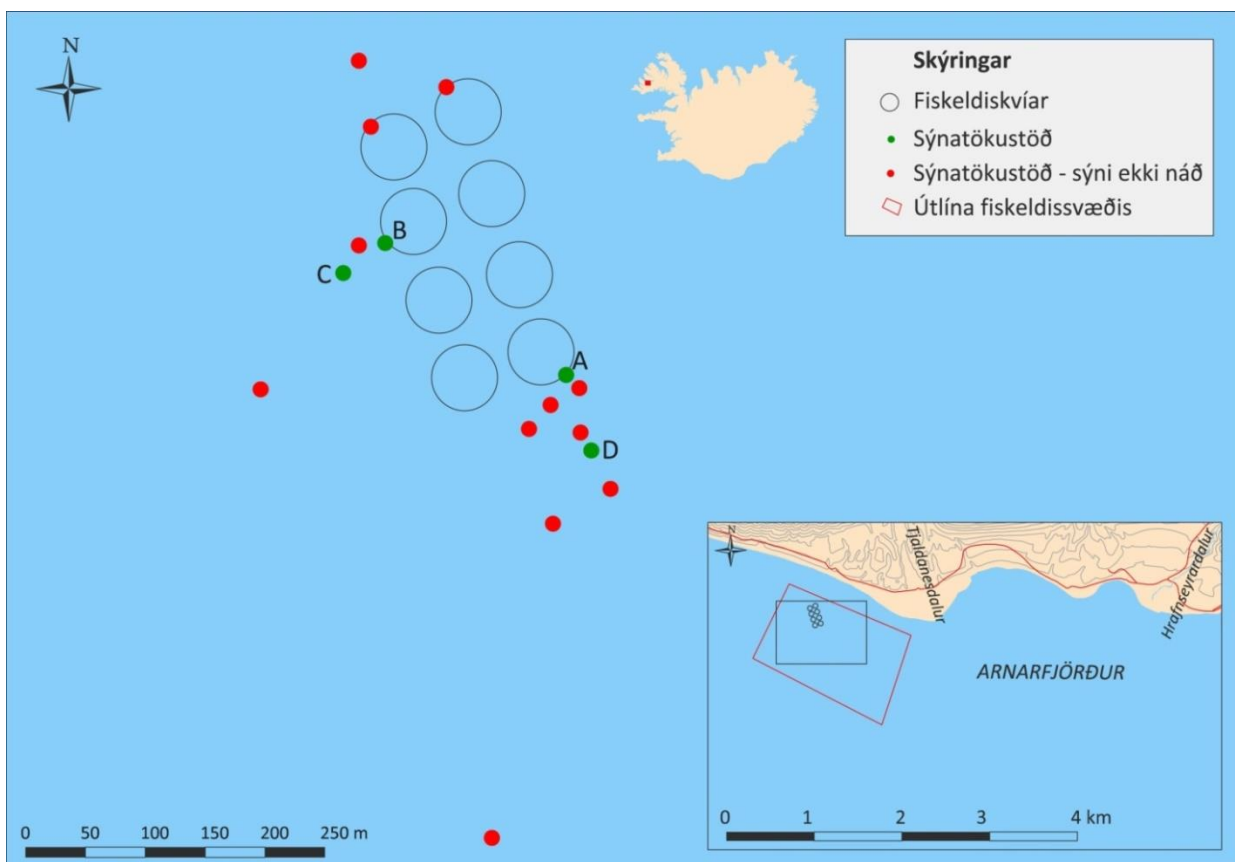 N
Skýringar
Fiskeldiskvíar
Sýnatökustöð
Sýnatökustöð - sýni ekki náð
Útlína fiskeldissvæðis
B
C
A
D
N
Tjaldanesdalur
Hrafnseyrardalur
ARNARFJÖRÐUR
0 50 100 150 200 250 m
0 1 2 3 4 km